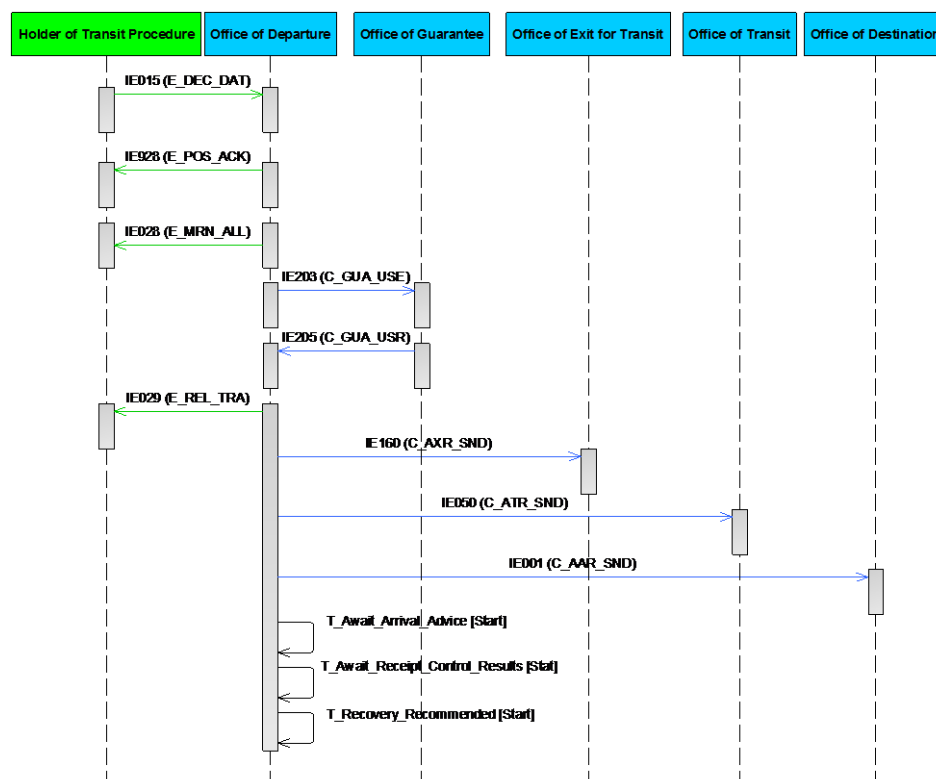 Holder of Transit Procedure
Office of Departure
Office of Guarantee
Office of Exit for Transit
Office of Transit
Office of Destination
IE015 (E_DEC_DAT)
IE928 (E_POS_ACK)
IE028 (E_MRN_ALL)
IE203 (C_GUA_USE)
IE205 (C_GUA_USR)
IE029 (E_REL_TRA)
IE160 (C_AXR_SND)
IE050 (C_ATR_SND)
IE001 (C_AAR_SND)
T_Await_Arrival_Advice [Start]
T_Await_Receipt_Control_Results [Stat]
T_Recovery_Recommended [Start]